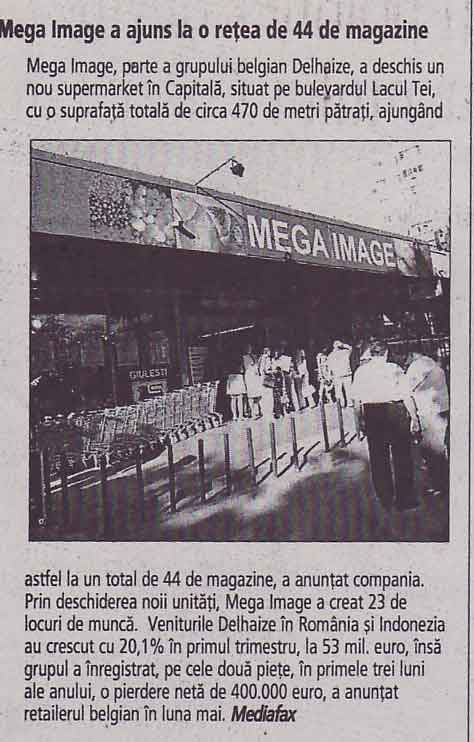 Mega Image a ajuns la o rețea de 44 de magazine
Mega Image, parte a grupului belgian Delhaize, a deschis un
nou supermarket în Capitală, situat pe bulevardul Lacul Tei,
cu o suprafață totală de circa 470 de metri pătrați, ajungând
MEGA IMAGE
GIULESTI
astfel la un total de 44 de magazine, a anunțat compania.
Prin deschiderea noii unități, Mega Image a creat 23 de
locuri de muncă. Veniturile Delhaize în România și Indonezia
au crescut cu 20,1% în primul trimestru, la 53 mil. euro, însă
grupul a înregistrat, pe cele două piețe, în primele trei luni
ale anului, o pierdere netă de 400.000 euro, a anunțat
retailerul belgian în luna mai. Mediafax